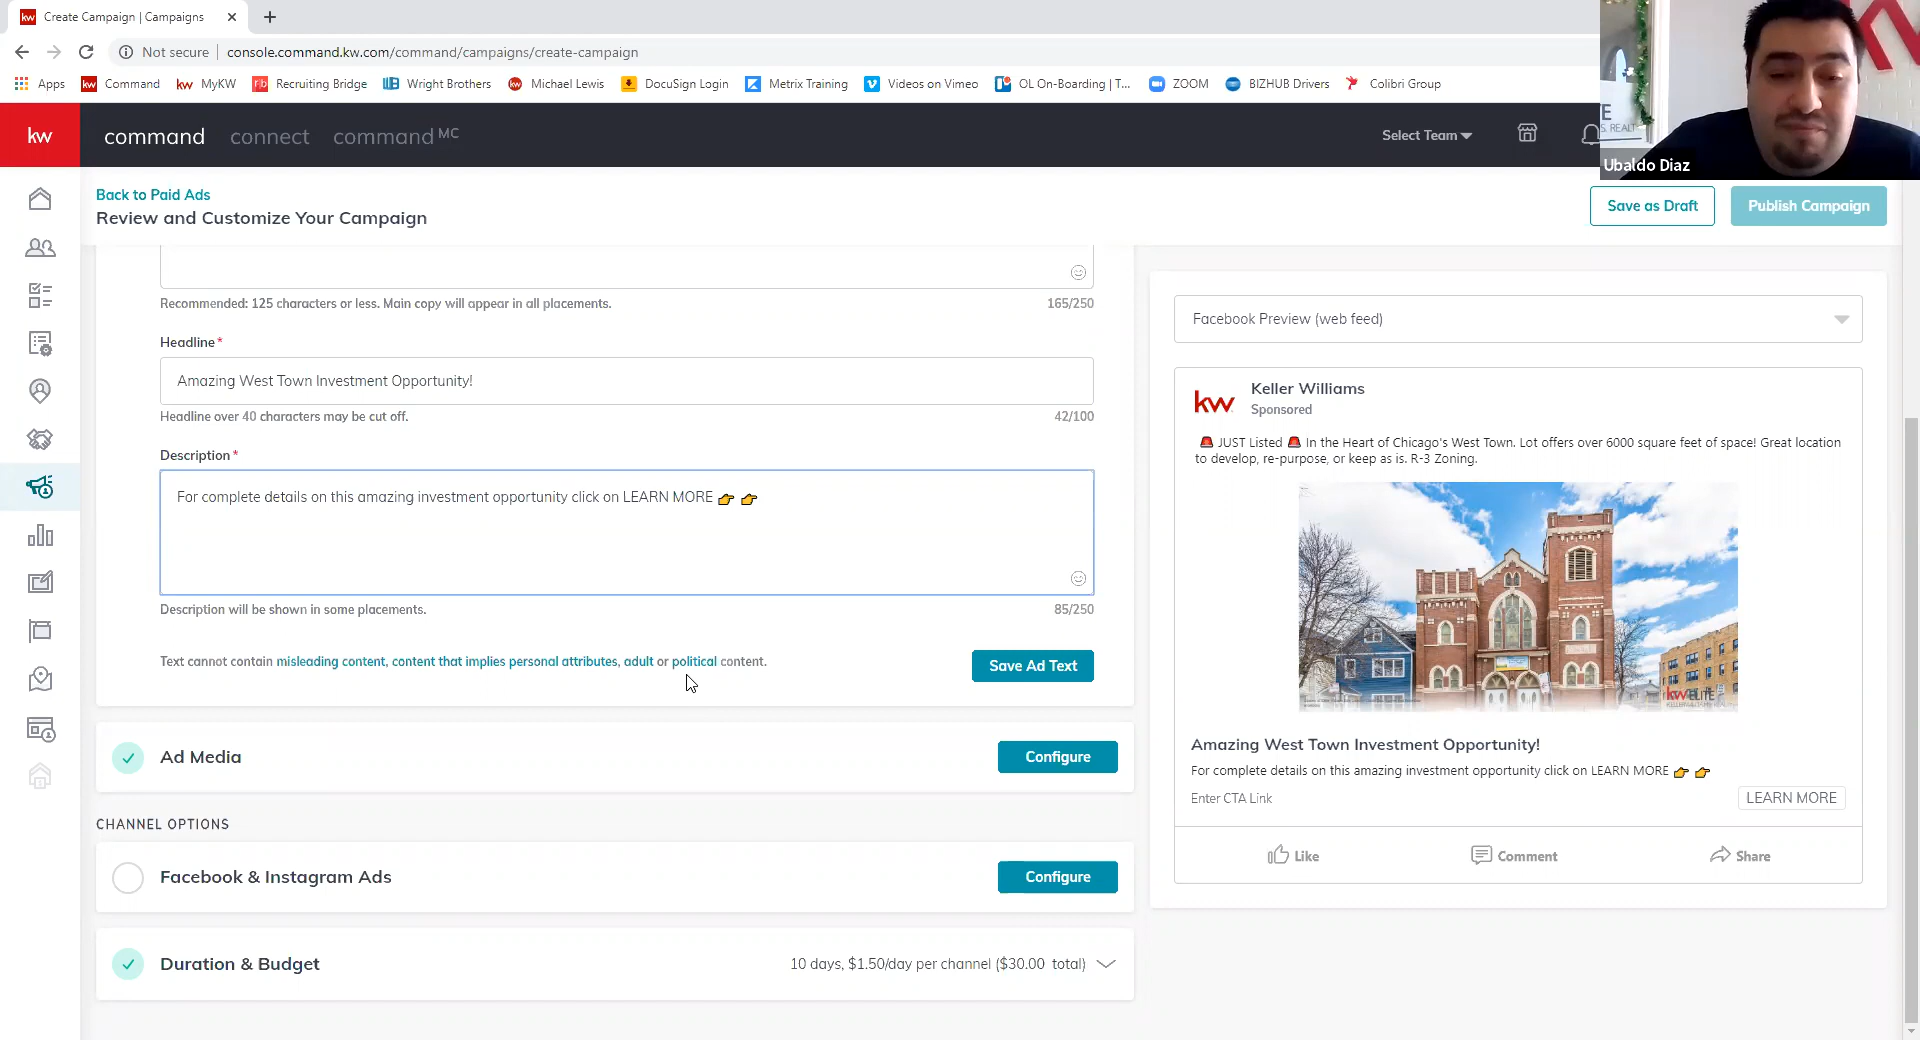 Create Campaign | Campaigns
Not secure
console.command.kw.com/command/campaigns/create-campaign
Apps
Command
MyKW
Recruiting Bridge
Wright Brothers
Michael Lewis
DocuSign Login
Metrix Training
Videos on Vimeo
OL On-Boarding | T...
ZOOM
BIZHUB Drivers
Colibri Group
kw
command
connect
command MC
Select Team
Ubaldo Diaz
Back to Paid Ads
Review and Customize Your Campaign
Save as Draft
Publish Campaign
Recommended: 125 characters or less. Main copy will appear in all placements.
165/250
Headline*
Amazing West Town Investment Opportunity!
Headline over 40 characters may be cut off.
42/100
Description*
For complete details on this amazing investment opportunity click on LEARN MORE 👉 👉
Description will be shown in some placements.
85/250
Text cannot contain misleading content, content that implies personal attributes, adult or political content.
Save Ad Text
Ad Media
Configure
CHANNEL OPTIONS
Facebook & Instagram Ads
Configure
Duration & Budget
10 days, $1.50/day per channel ($30.00 total)
Facebook Preview (web feed)
kw
Keller Williams
Sponsored
🚨 JUST Listed 🚨 In the Heart of Chicago's West Town. Lot offers over 6000 square feet of space! Great location
to develop, re-purpose, or keep as is. R-3 Zoning.
kwELITE
Amazing West Town Investment Opportunity!
For complete details on this amazing investment opportunity click on LEARN MORE 👉 👉
Enter CTA Link
LEARN MORE
Like
Comment
Share